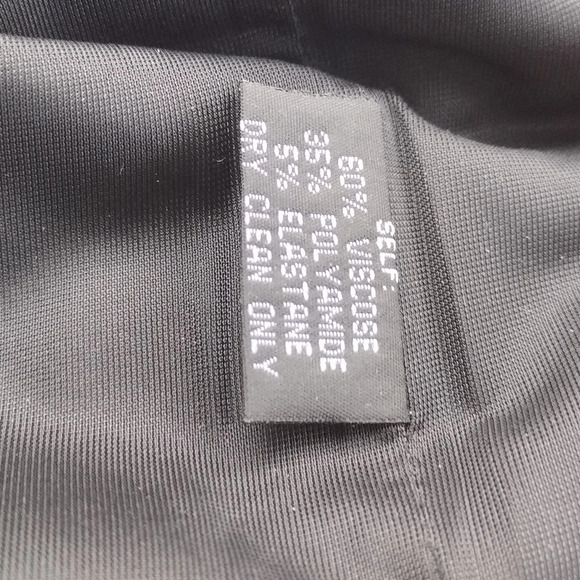 SELF:
60% VISCOSE
35% POLYAMIDE
5% ELASTANE
DRY CLEAN ONLY